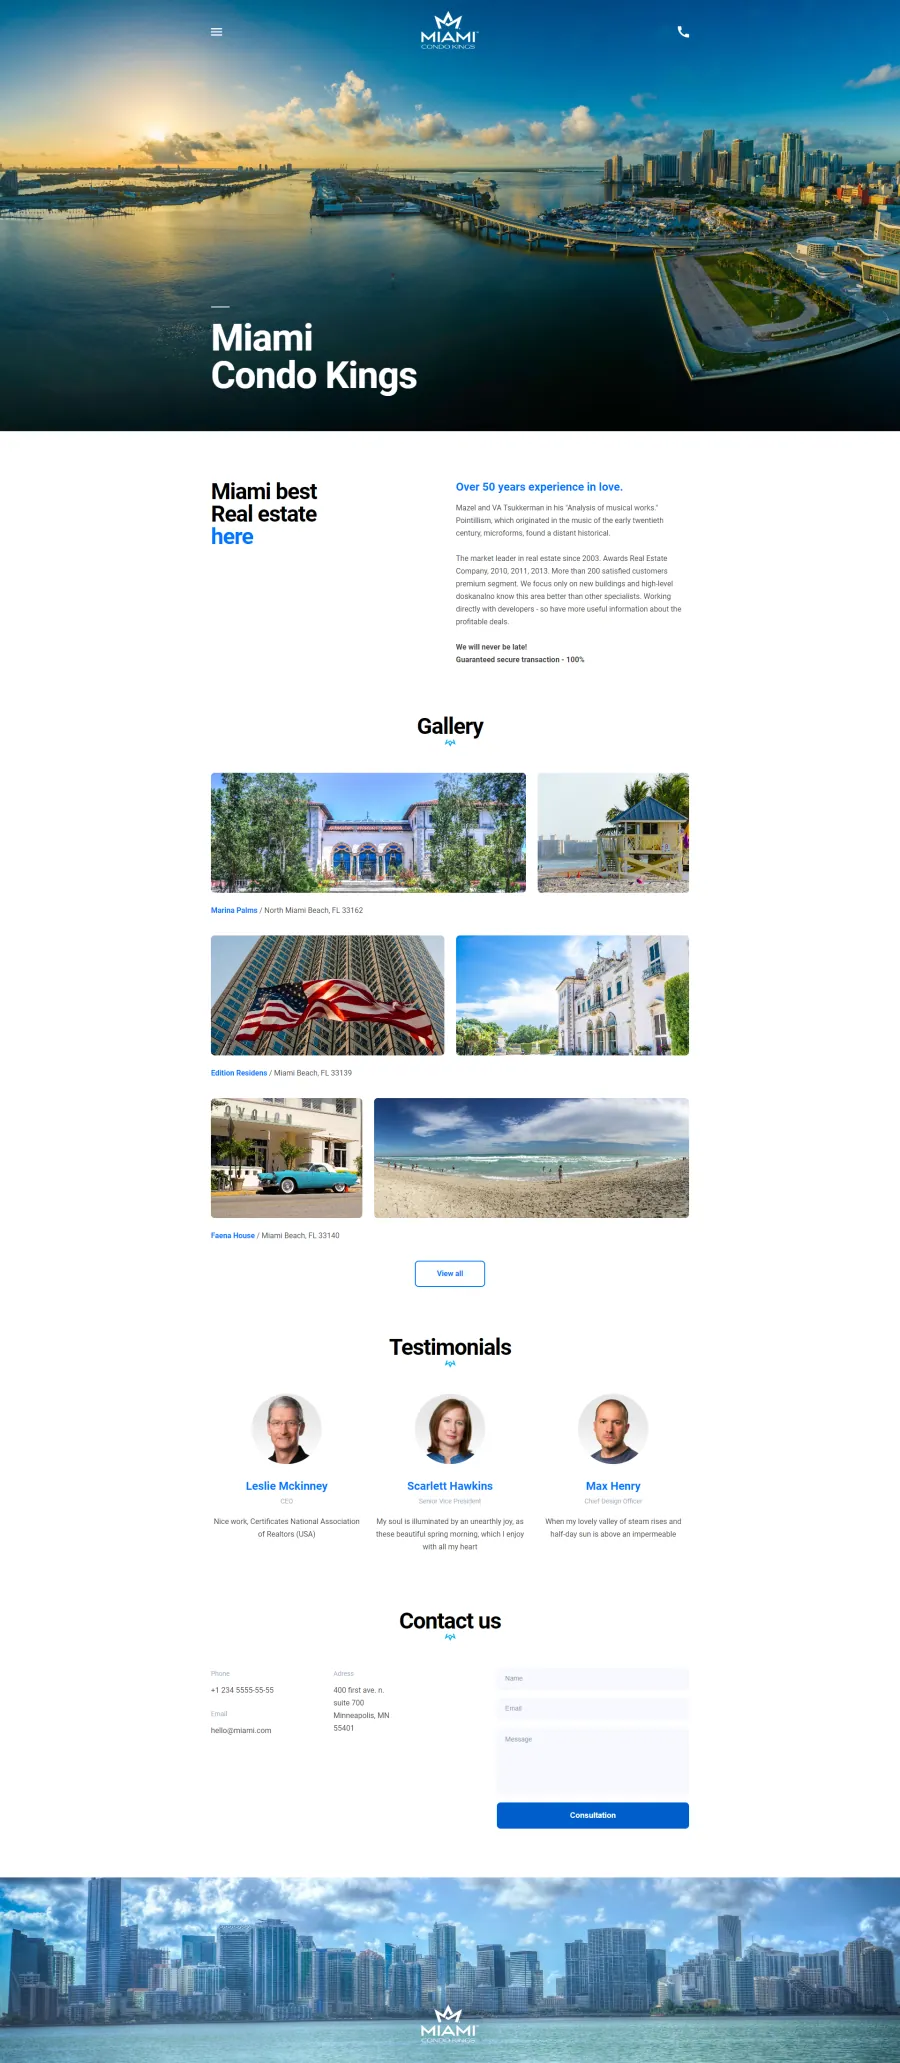 MIAMI
CONDO KINGS
Miami
Condo Kings
Miami best
Real estate
here
Over 50 years experience in love.
Mazel and VA Tsukkerman in his "Analysis of musical works."
Pointillism, which originated in the music of the early twentieth
century, microforms, found a distant historical.
The market leader in real estate since 2003. Awards Real Estate
Company, 2010, 2011, 2013. More than 200 satisfied customers
premium segment. We focus only on new buildings and high-level
doskanalno know this area better than other specialists. Working
directly with developers - so have more useful information about the
profitable deals.
We will never be late!
Guaranteed secure transaction - 100%
Gallery
Marina Palms / North Miami Beach, FL 33162
Edition Residens / Miami Beach, FL 33139
AVALON
Faena House / Miami Beach, FL 33140
View all
Testimonials
Leslie Mckinney
CEO
Nice work, Certificates National Association
of Realtors (USA)
Scarlett Hawkins
Senior Vice President
My soul is illuminated by an unearthly joy, as
these beautiful spring morning, which I enjoy
with all my heart
Max Henry
Chief Design Officer
When my lovely valley of steam rises and
half-day sun is above an impermeable
Contact us
Phone
+1 234 5555-55-55
Email
hello@miami.com
Adress
400 first ave. n.
suite 700
Minneapolis, MN
55401
Name
Email
Message
Consultation
MIAMI
CONDO KINGS